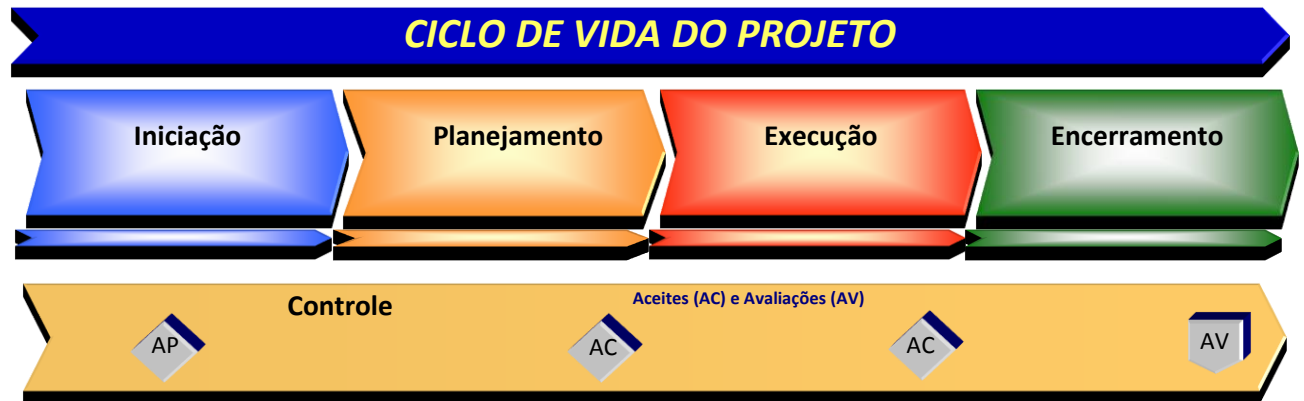 CICLO DE VIDA DO PROJETO
Iniciação
Planejamento
Execução
Encerramento
Controle
Aceites (AC) e Avaliações (AV)
AP
AC
AC
AV